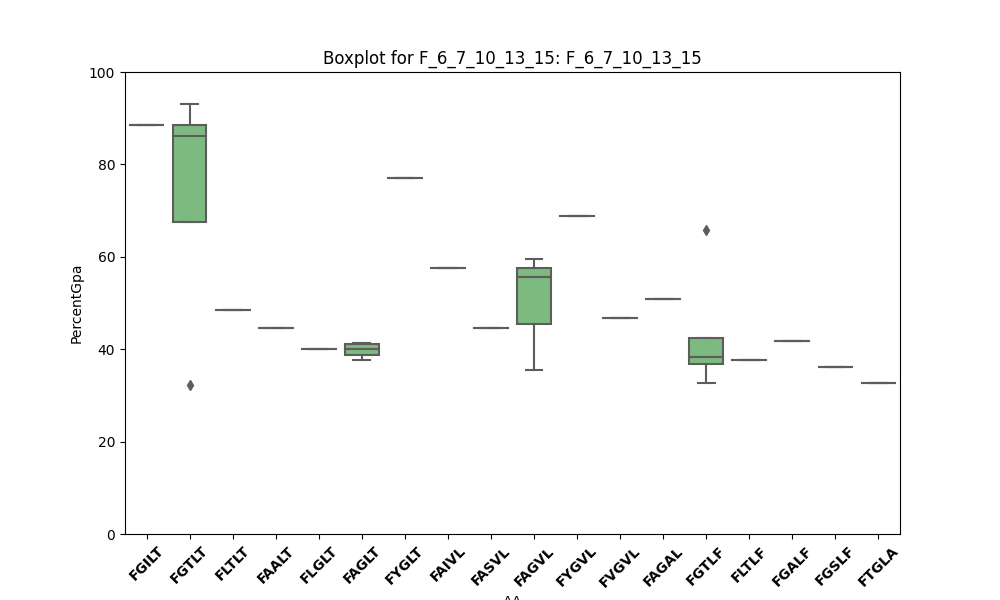 Boxplot for F_6_7_10_13_15: F_6_7_10_13_15
100
80
60
40
20
0
PercentGpa
FGILT FGTLT FLTLT FAALT FLGLT FAGLT FYGLT FAIVL FASVL FAGVL FYGVL FVGVL FAGAL FGTLF FLTLF FGALF FGSLF FTGLA
AA